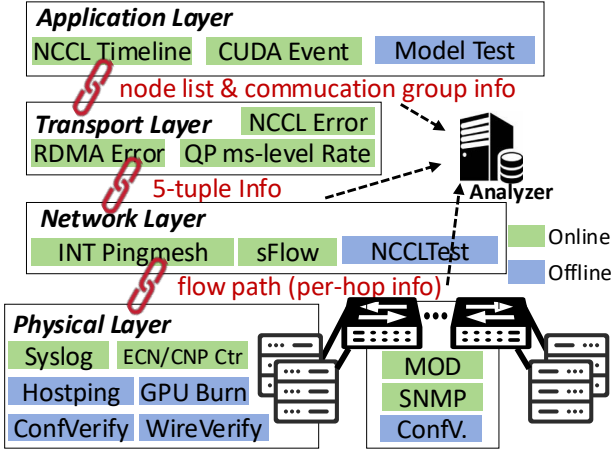 Application Layer
NCCL Timeline CUDA Event Model Test
node list & commucation group info
Transport Layer NCCL Error
RDMA Error QP ms-level Rate
Analyzer
5-tuple Info
Network Layer
INT Pingmesh sFlow NCCLTest
Online
Offline
flow path (per-hop info)
Physical Layer
Syslog ECN/CNP Ctr
Hostping GPU Burn
ConfVerify WireVerify
MOD
SNMP
ConfV.